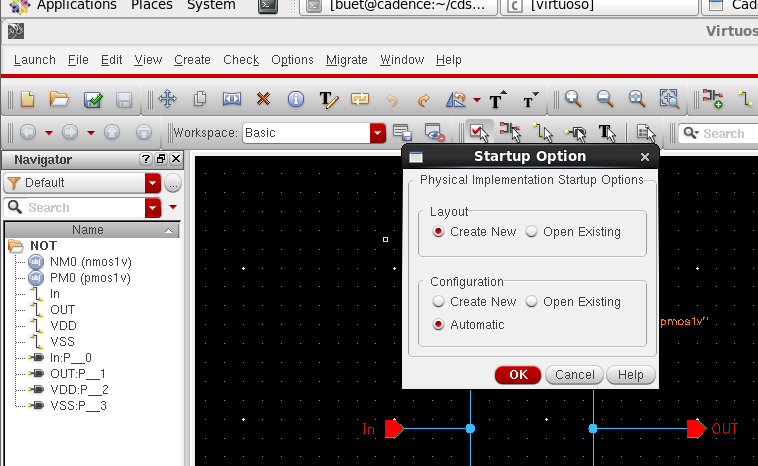 Applications Places System [buet@cadence:~/cds... [virtuoso] Cad
Virtuos
Launch File Edit View Create Check Options Migrate Window Help
Workspace: Basic Search
Navigator
Default
Search
Name
NOT
NM0 (nmos1v)
PM0 (pmos1v)
In
OUT
VDD
VSS
In:P__0
OUT:P__1
VDD:P__2
VSS:P__3
Startup Option
Physical Implementation Startup Options
Layout
Create New Open Existing
Configuration
Create New Open Existing
Automatic
OK Cancel Help
pmos1v"
In
OUT